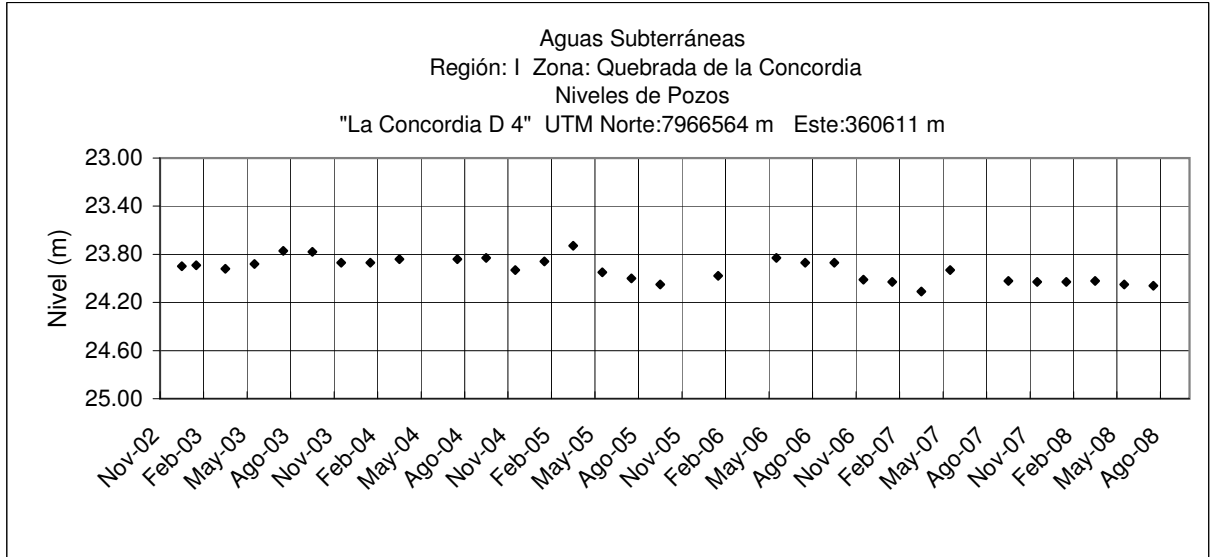 Aguas Subterráneas
Región: I Zona: Quebrada de la Concordia
Niveles de Pozos
"La Concordia D 4" UTM Norte:7966564 m Este:360611 m
Nivel (m)
23.00
23.40
23.80
24.20
24.60
25.00
Nov-02
Feb-03
May-03
Ago-03
Nov-03
Feb-04
May-04
Ago-04
Nov-04
Feb-05
May-05
Ago-05
Nov-05
Feb-06
May-06
Ago-06
Nov-06
Feb-07
May-07
Ago-07
Nov-07
Feb-08
May-08
Ago-08